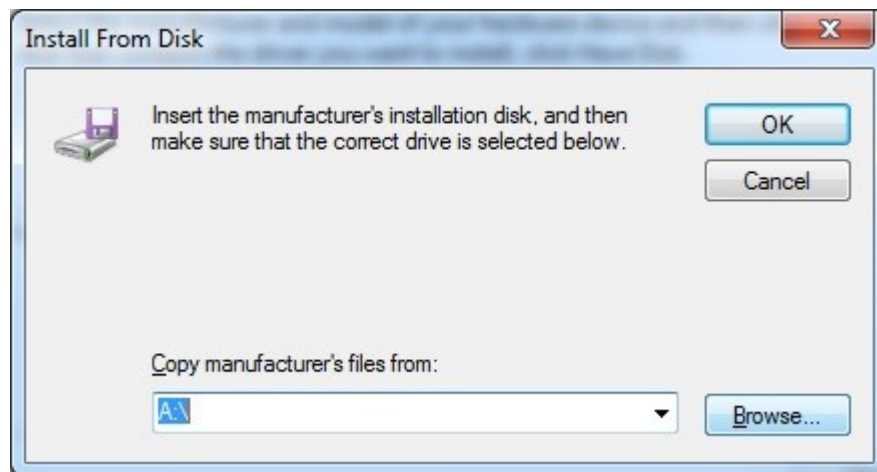 Install From Disk
Insert the manufacturer's installation disk, and then
make sure that the correct drive is selected below.
OK
Cancel
Copy manufacturer's files from:
A:\
Browse...